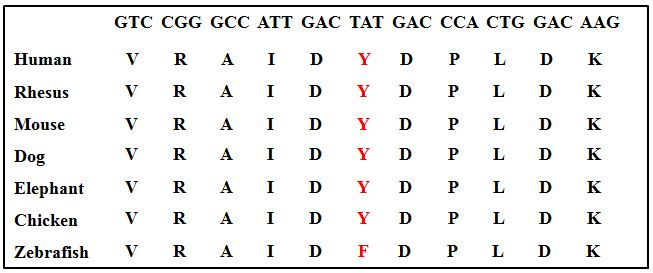 GTC CGG GCC ATT GAC TAT GAC CCA CTG GAC AAG
Human V R A I D Y D P L D K
Rhesus V R A I D Y D P L D K
Mouse V R A I D Y D P L D K
Dog V R A I D Y D P L D K
Elephant V R A I D Y D P L D K
Chicken V R A I D Y D P L D K
Zebrafish V R A I D F D P L D K